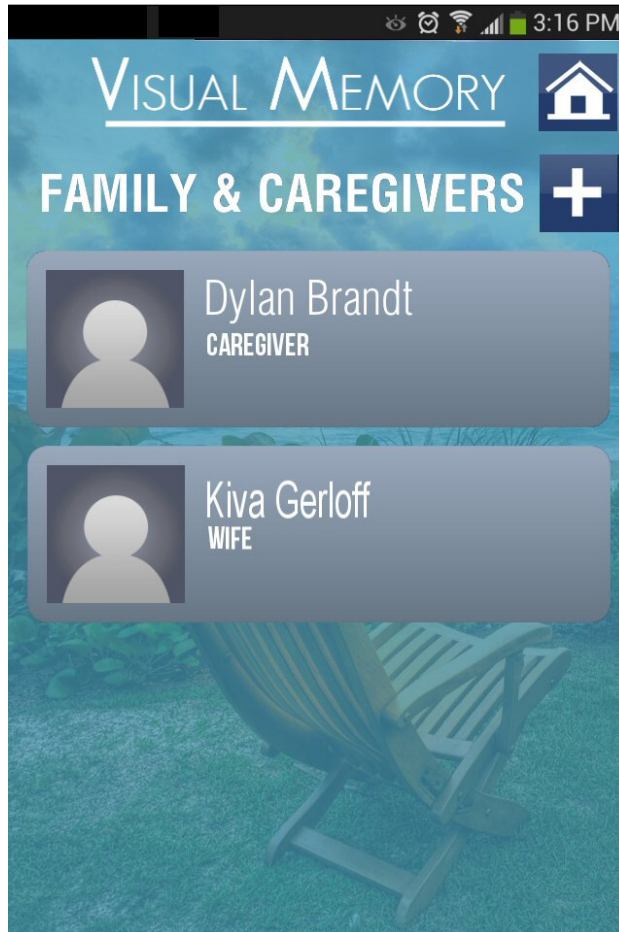 3:16 PM
VISUAL MEMORY
FAMILY & CAREGIVERS
Dylan Brandt
CAREGIVER
Kiva Gerloff
WIFE